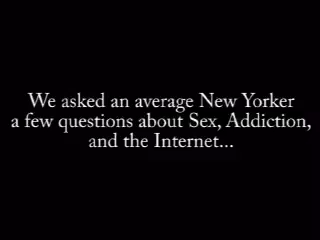 We asked an average New Yorker
a few questions about Sex, Addiction,
and the Internet...